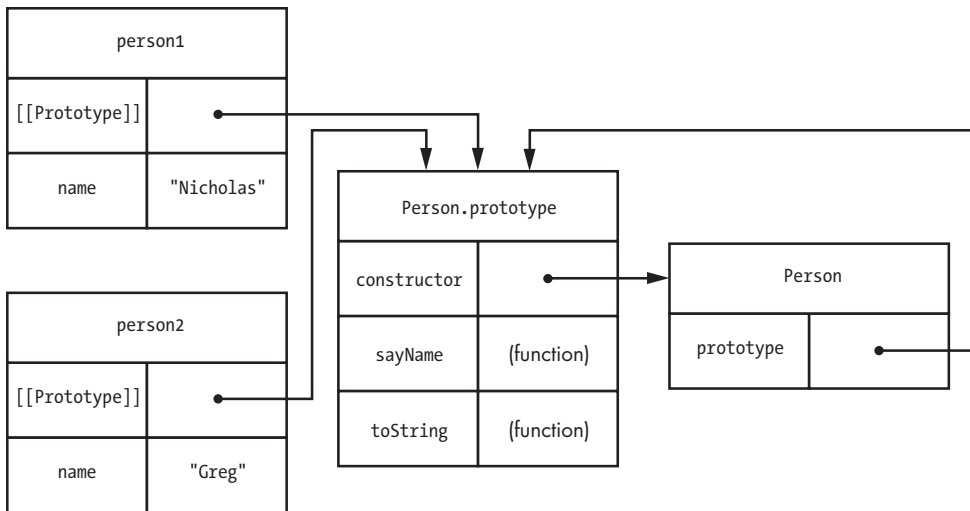 person1
[[Prototype]]
name "Nicholas"
person2
[[Prototype]]
name "Greg"
Person.prototype
constructor
sayName (function)
toString (function)
Person
prototype